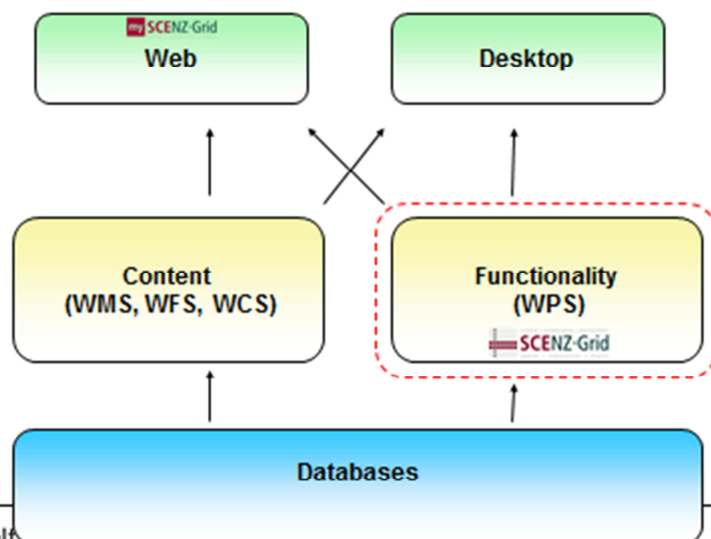 my SCENZ-Grid
Web
Desktop
Content
(WMS, WFS, WCS)
Functionality
(WPS)
SCENZ-Grid
Databases